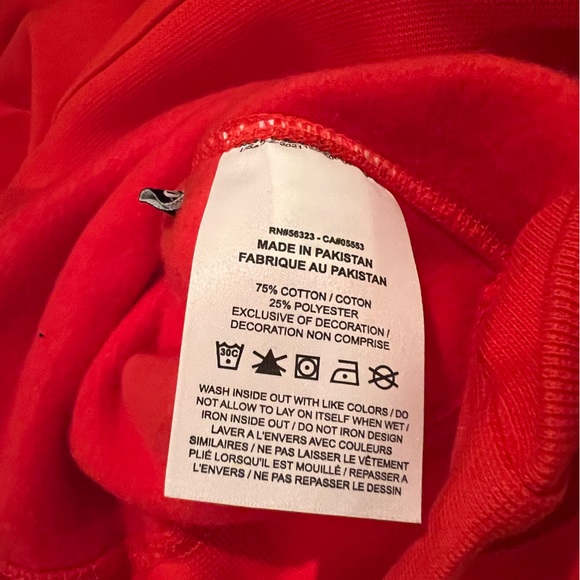 2021
RN#56323 - CA#05553
MADE IN PAKISTAN
FABRIQUE AU PAKISTAN
75% COTTON / COTON
25% POLYESTER
EXCLUSIVE OF DECORATION /
DECORATION NON COMPRISE
30C
WASH INSIDE OUT WITH LIKE COLORS / DO
NOT ALLOW TO LAY ON ITSELF WHEN WET /
IRON INSIDE OUT / DO NOT IRON DESIGN
LAVER A L'ENVERS AVEC COULEURS
SIMILAIRES / NE PAS LAISSER LE VÊTEMENT
PLIÉ LORSQU'IL EST MOUILLÉ / REPASSER A
L'ENVERS / NE PAS REPASSER LE DESSIN